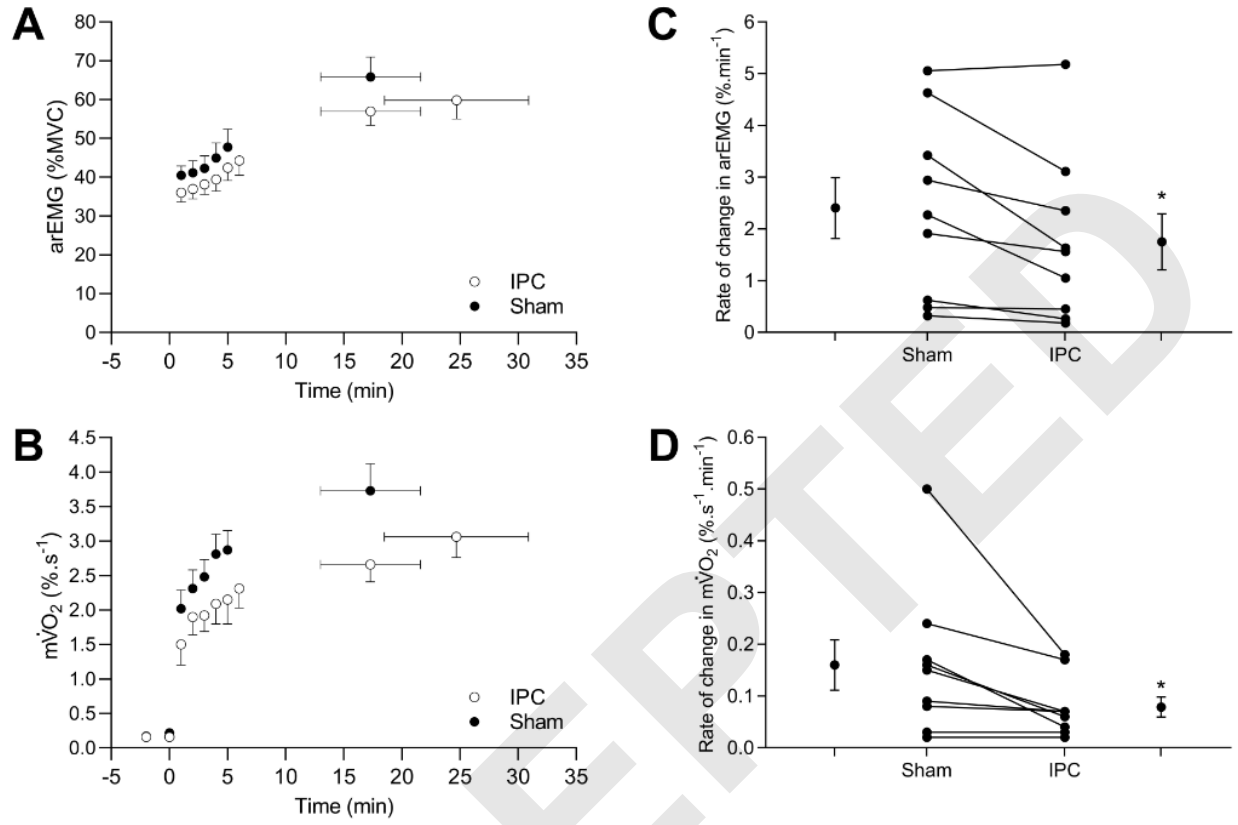 A
arEMG (%MVC)
80
70
60
50
40
30
20
10
0
IPC
Sham
-5 0 5 10 15 20 25 30 35
Time (min)
C
Rate of change in arEMG (%.min⁻¹)
6
5
4
3
2
1
0
*
Sham IPC
B
mV̇O₂ (%.s⁻¹)
4.5
4.0
3.5
3.0
2.5
2.0
1.5
1.0
0.5
0.0
IPC
Sham
-5 0 5 10 15 20 25 30 35
Time (min)
D
Rate of change in mV̇O₂ (%.s⁻¹.min⁻¹)
0.6
0.5
0.4
0.3
0.2
0.1
0.0
*
Sham IPC
EPTED